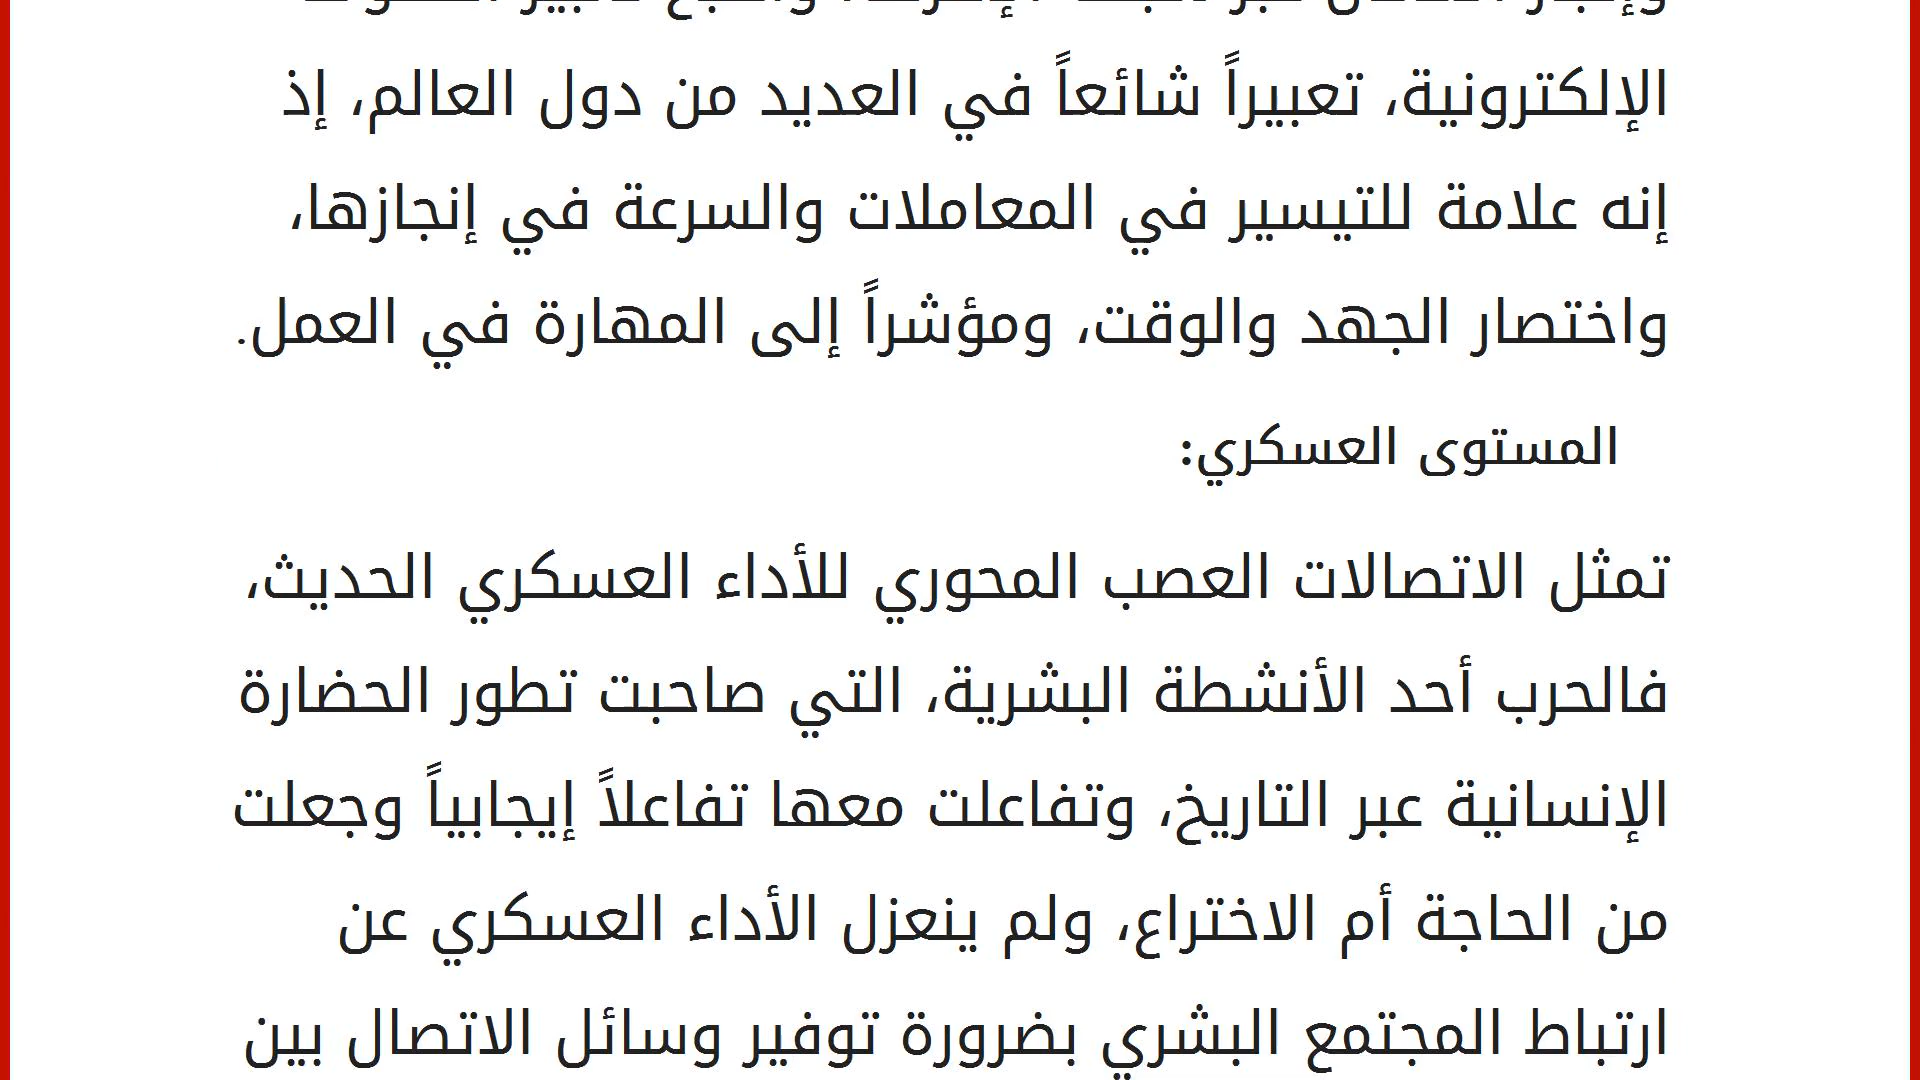 الإلكترونية، تعبيراً شائعاً في العديد من دول العالم، إذ
إنه علامة للتيسير في المعاملات والسرعة في إنجازها،
واختصار الجهد والوقت، ومؤشراً إلى المهارة في العمل.
المستوى العسكري:
تمثل الاتصالات العصب المحوري للأداء العسكري الحديث،
فالحرب أحد الأنشطة البشرية، التي صاحبت تطور الحضارة
الإنسانية عبر التاريخ، وتفاعلت معها تفاعلاً إيجابياً وجعلت
من الحاجة أم الاختراع، ولم ينعزل الأداء العسكري عن
ارتباط المجتمع البشري بضرورة توفير وسائل الاتصال بين